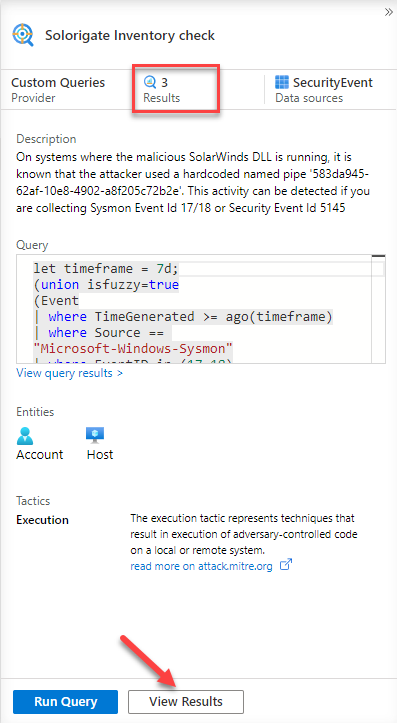 »
Solorigate Inventory check
Custom Queries
Provider
3
Results
SecurityEvent
Data sources
Description
On systems where the malicious SolarWinds DLL is running, it is
known that the attacker used a hardcoded named pipe '583da945-
62af-10e8-4902-a8f205c72b2e'. This activity can be detected if you
are collecting Sysmon Event Id 17/18 or Security Event Id 5145
Query
let timeframe = 7d;
(union isfuzzy=true
(Event
| where TimeGenerated >= ago(timeframe)
| where Source ==
"Microsoft-Windows-Sysmon"
| where EventID in (17,18)
View query results >
Entities
Account
Host
Tactics
Execution
The execution tactic represents techniques that
result in execution of adversary-controlled code
on a local or remote system.
read more on attack.mitre.org
Run Query
View Results